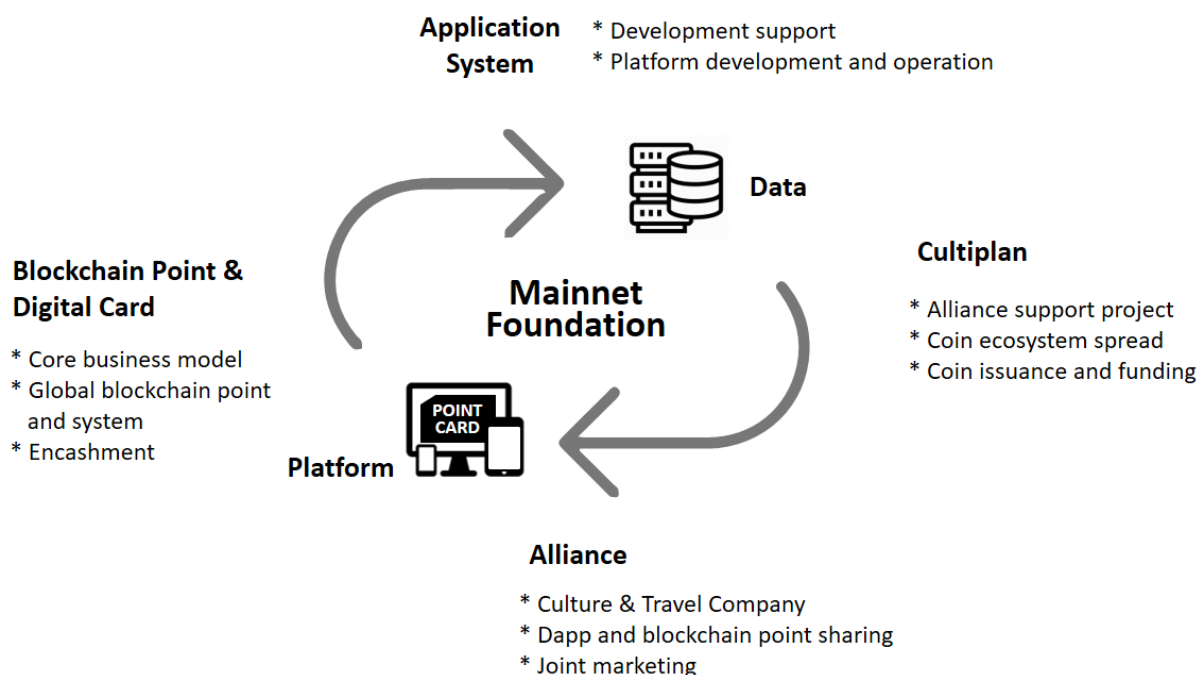 Application
System
* Development support
* Platform development and operation
Data
Blockchain Point &
Digital Card
* Core business model
* Global blockchain point
and system
* Encashment
Mainnet
Foundation
Cultiplan
* Alliance support project
* Coin ecosystem spread
* Coin issuance and funding
POINT
CARD
Platform
Alliance
* Culture & Travel Company
* Dapp and blockchain point sharing
* Joint marketing